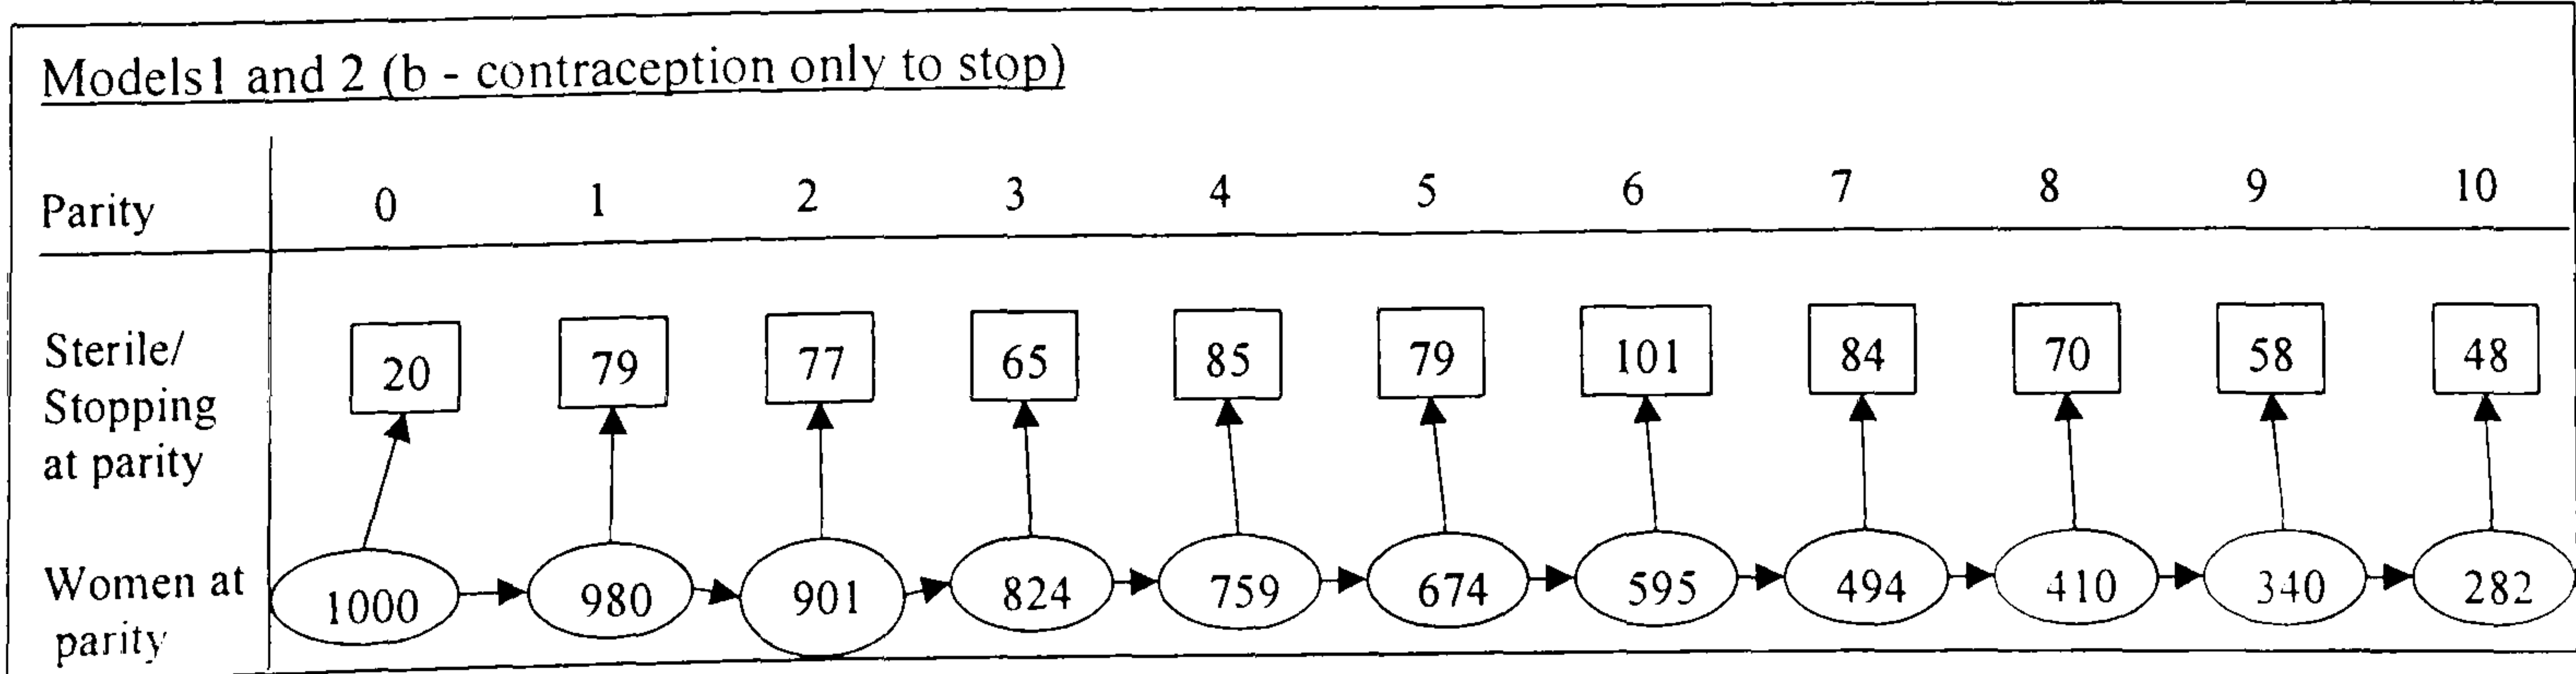 Models1 and 2 (b - contraception only to stop)
Parity 0 1 2 3 4 5 6 7 8 9 10
Sterile/
Stopping
at parity
20 79 77 65 85 79 101 84 70 58 48
Women at
parity
1000 980 901 824 759 674 595 494 410 340 282